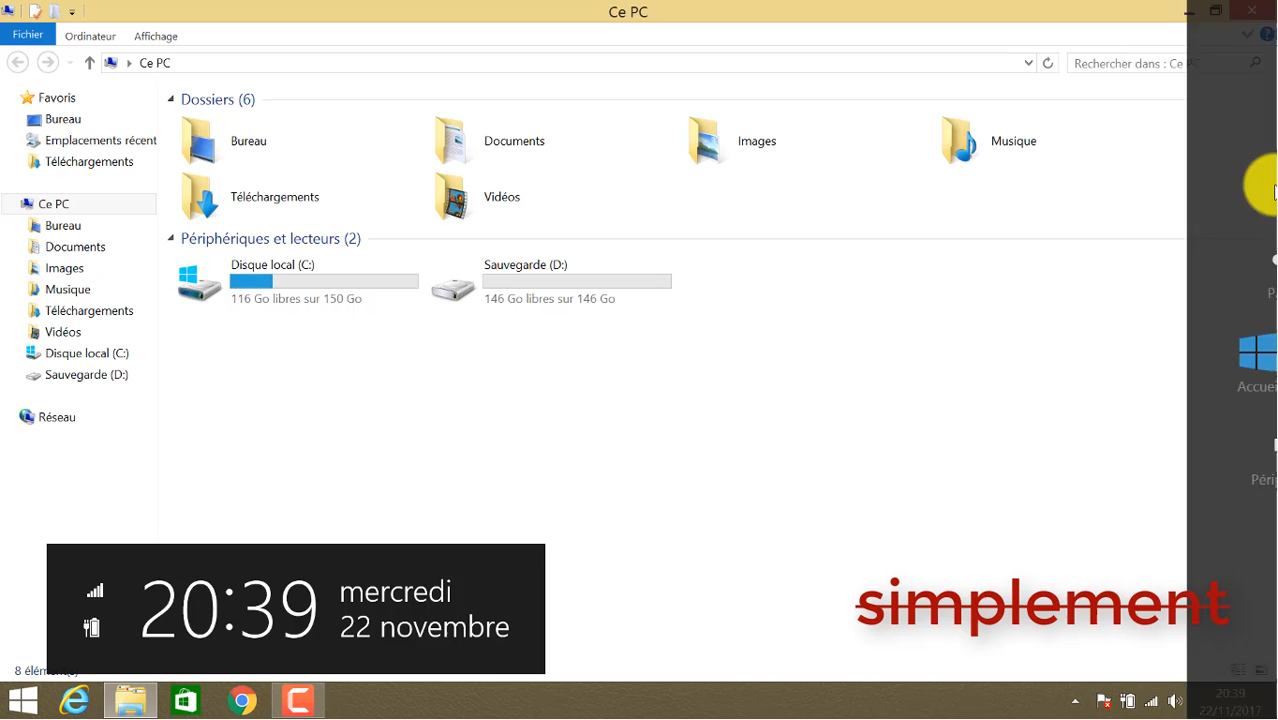 Ce PC
Fichier
Ordinateur
Affichage
Ce PC
Rechercher dans : Ce PC
Favoris
Bureau
Emplacements récent
Téléchargements
Ce PC
Bureau
Documents
Images
Musique
Téléchargements
Vidéos
Disque local (C:)
Sauvegarde (D:)
Réseau
Dossiers (6)
Bureau
Documents
Images
Musique
Téléchargements
Vidéos
Périphériques et lecteurs (2)
Disque local (C:)
116 Go libres sur 150 Go
Sauvegarde (D:)
146 Go libres sur 146 Go
Accuei
Péri
20:39
mercredi
22 novembre
simplement
20:39
22/11/2017